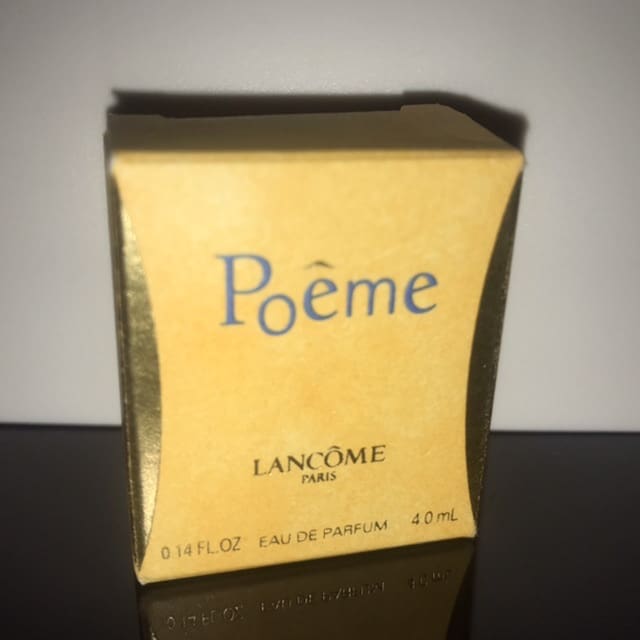 Poême
LANCÔME
PARIS
0.14 FL.OZ EAU DE PARFUM 4.0 mL